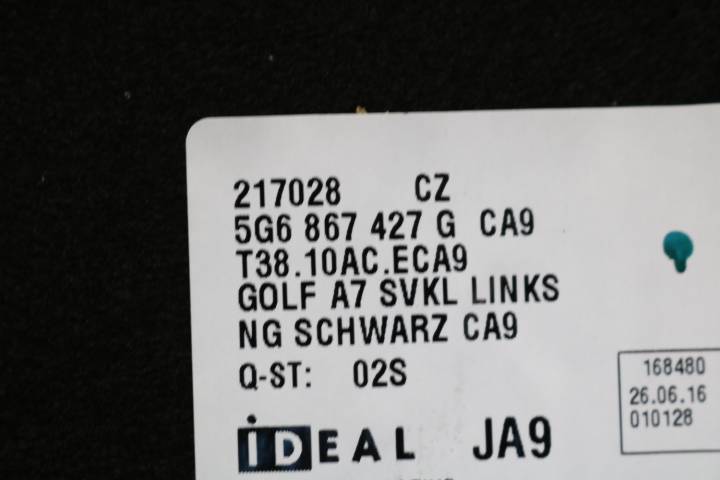 217028 CZ
5G6 867 427 G CA9
T38.10AC.ECA9
GOLF A7 SVKL LINKS
NG SCHWARZ CA9
Q-ST: 02S
168480
26.06.16
010128
iDEAL JA9